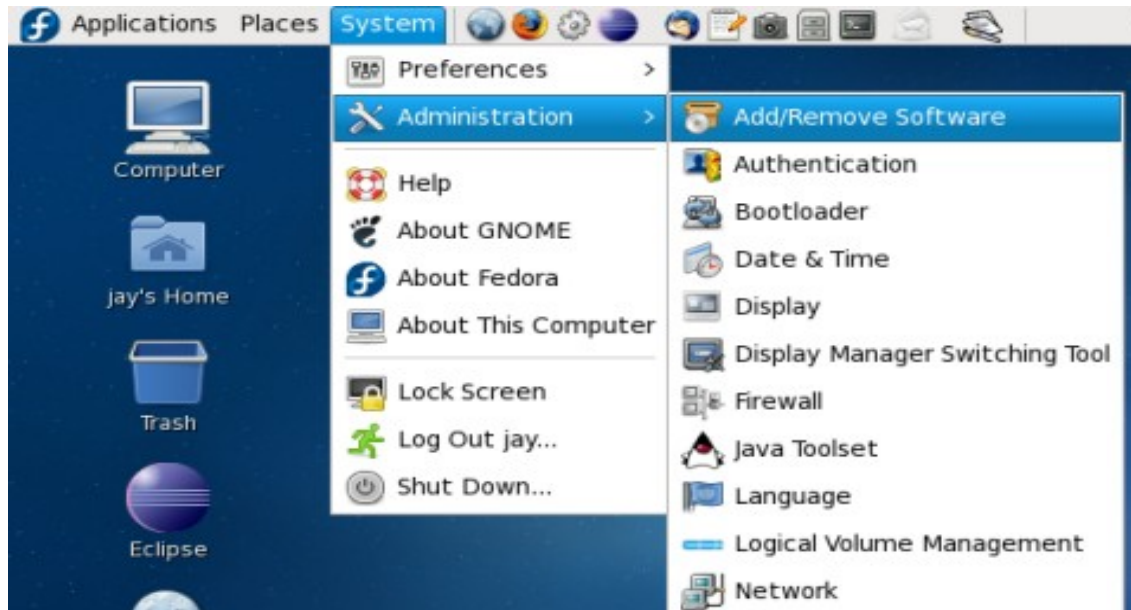 Applications Places System
Computer
jay's Home
Trash
Eclipse
Preferences >
Administration >
Help
About GNOME
About Fedora
About This Computer
Lock Screen
Log Out jay...
Shut Down...
Add/Remove Software
Authentication
Bootloader
Date & Time
Display
Display Manager Switching Tool
Firewall
Java Toolset
Language
Logical Volume Management
Network